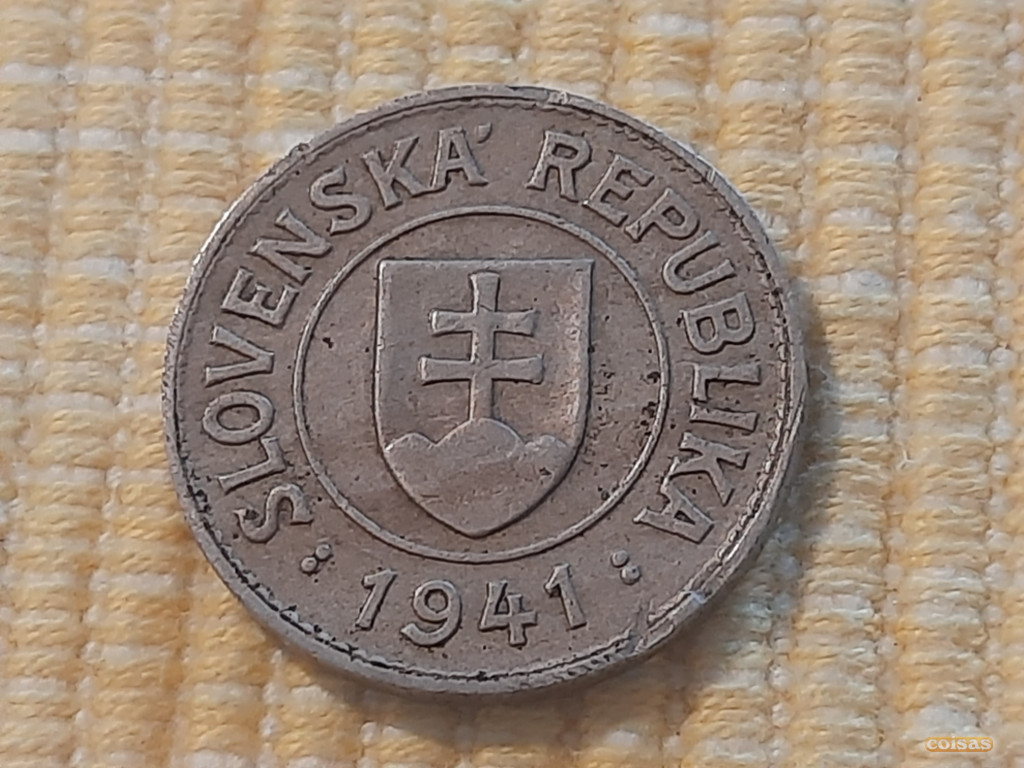 SLOVENSKÁ REPUBLIKA
1941
coisas